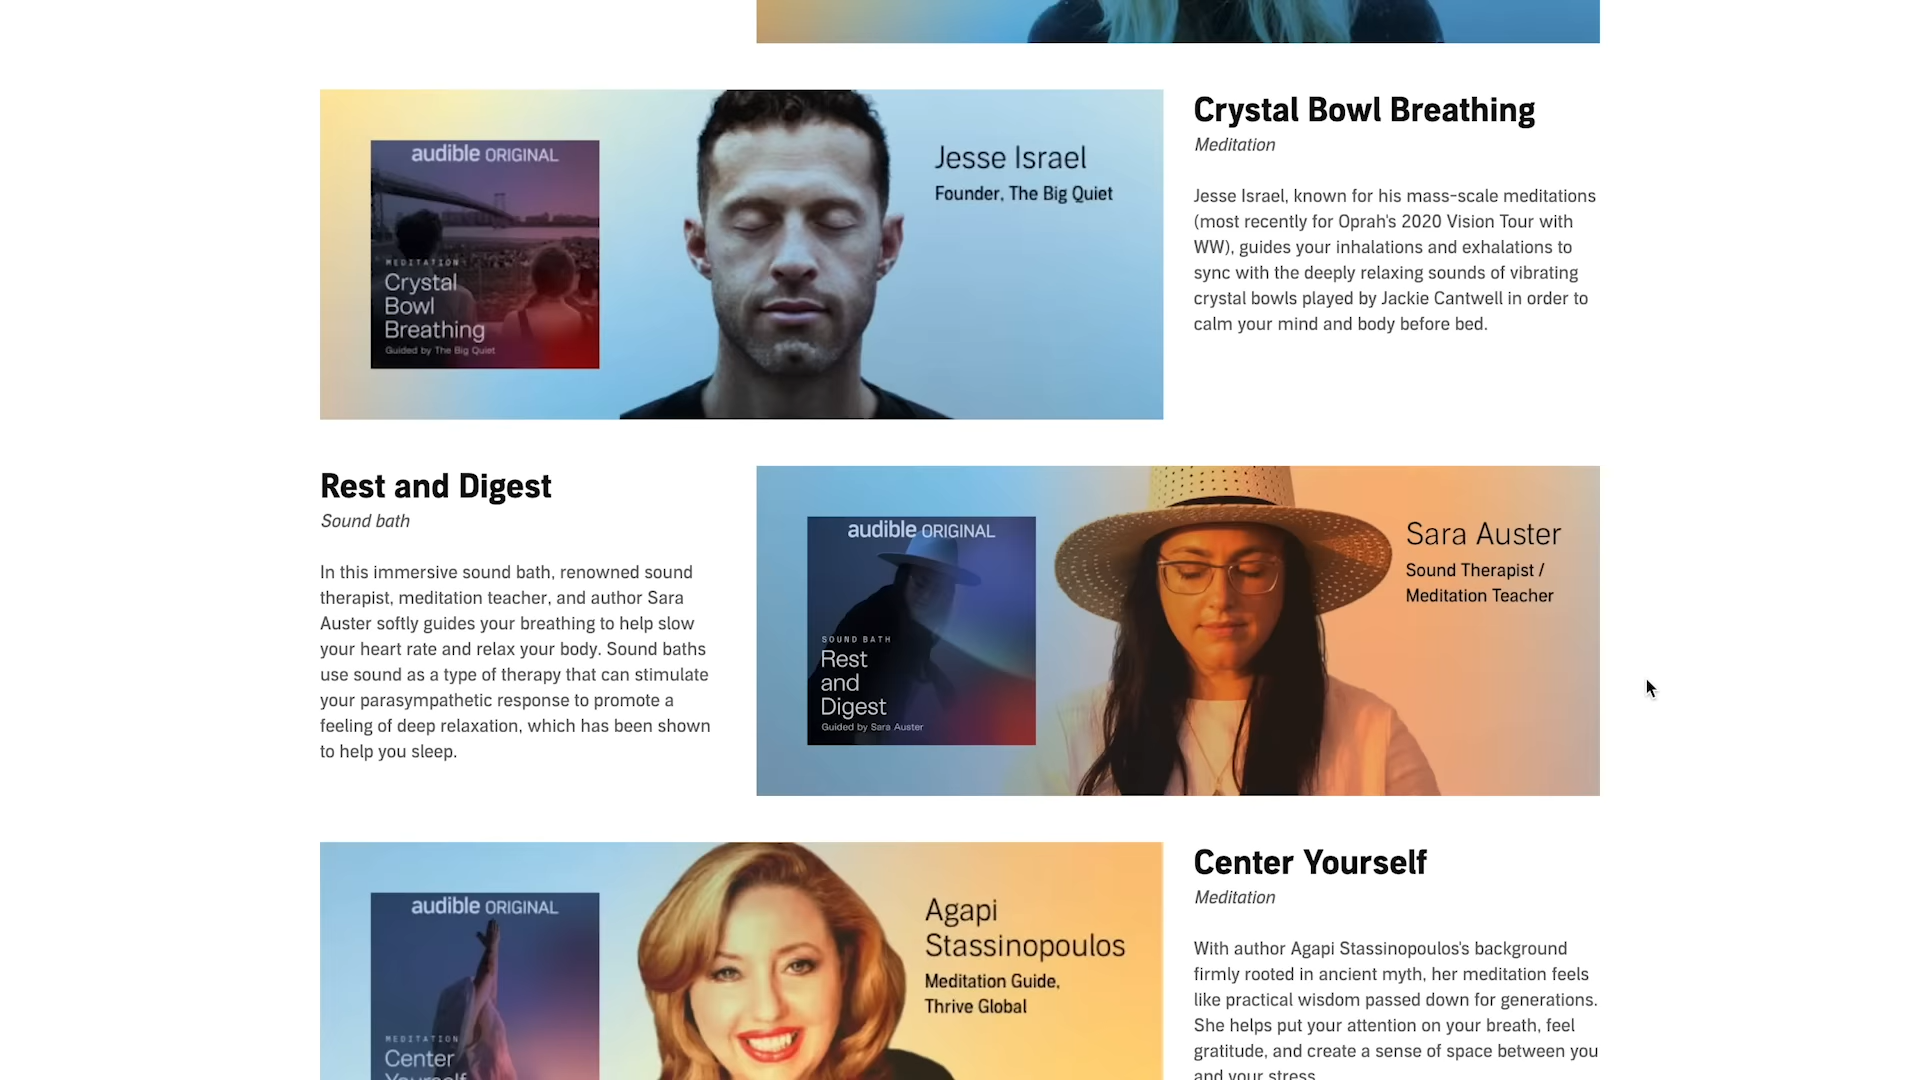 audible ORIGINAL
MEDITATION
Crystal
Bowl
Breathing
Guided by The Big Quiet
Jesse Israel
Founder, The Big Quiet
Crystal Bowl Breathing
Meditation
Jesse Israel, known for his mass-scale meditations
(most recently for Oprah's 2020 Vision Tour with
WW), guides your inhalations and exhalations to
sync with the deeply relaxing sounds of vibrating
crystal bowls played by Jackie Cantwell in order to
calm your mind and body before bed.
Rest and Digest
Sound bath
In this immersive sound bath, renowned sound
therapist, meditation teacher, and author Sara
Auster softly guides your breathing to help slow
your heart rate and relax your body. Sound baths
use sound as a type of therapy that can stimulate
your parasympathetic response to promote a
feeling of deep relaxation, which has been shown
to help you sleep.
audible ORIGINAL
SOUND BATH
Rest
and
Digest
Guided by Sara Auster
Sara Auster
Sound Therapist /
Meditation Teacher
audible ORIGINAL
MEDITATION
Center
Yourself
Agapi
Stassinopoulos
Meditation Guide,
Thrive Global
Center Yourself
Meditation
With author Agapi Stassinopoulos's background
firmly rooted in ancient myth, her meditation feels
like practical wisdom passed down for generations.
She helps put your attention on your breath, feel
gratitude, and create a sense of space between you
and your stress.